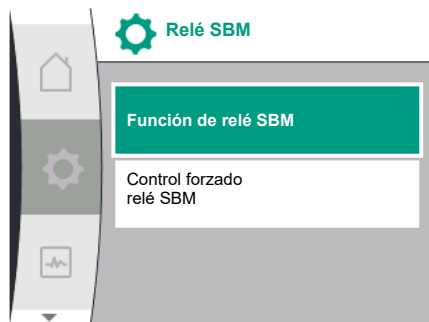 Relé SBM
Función de relé SBM
Control forzado
relé SBM